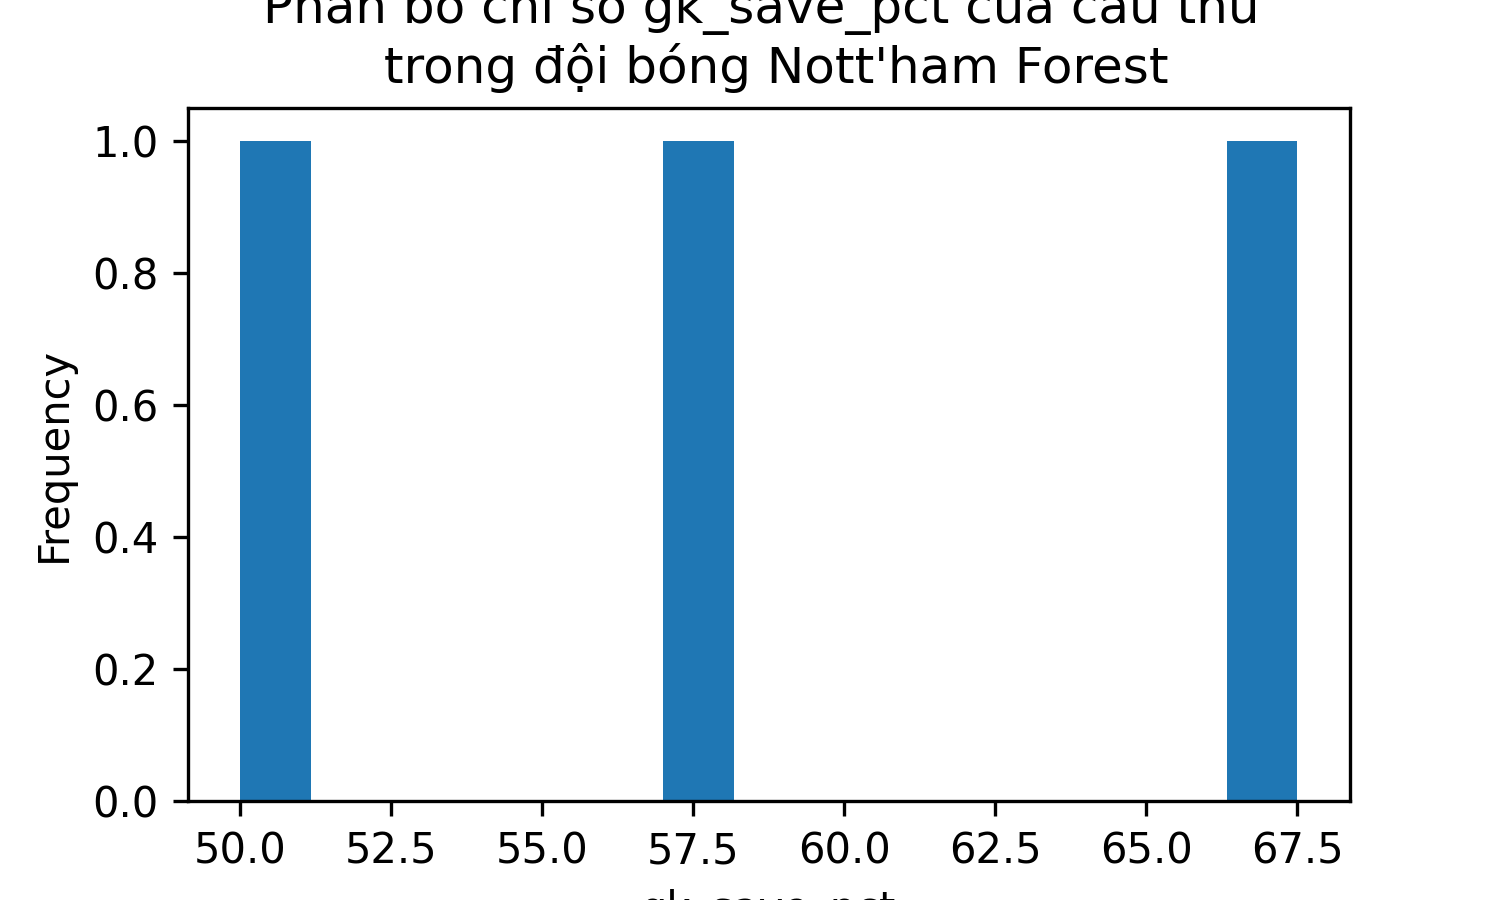 Phân bố chỉ số gk_save_pct của cầu thủ
trong đội bóng Nott'ham Forest
1.0
0.8
0.6
0.4
0.2
0.0
Frequency
50.0 52.5 55.0 57.5 60.0 62.5 65.0 67.5
gk_save_pct